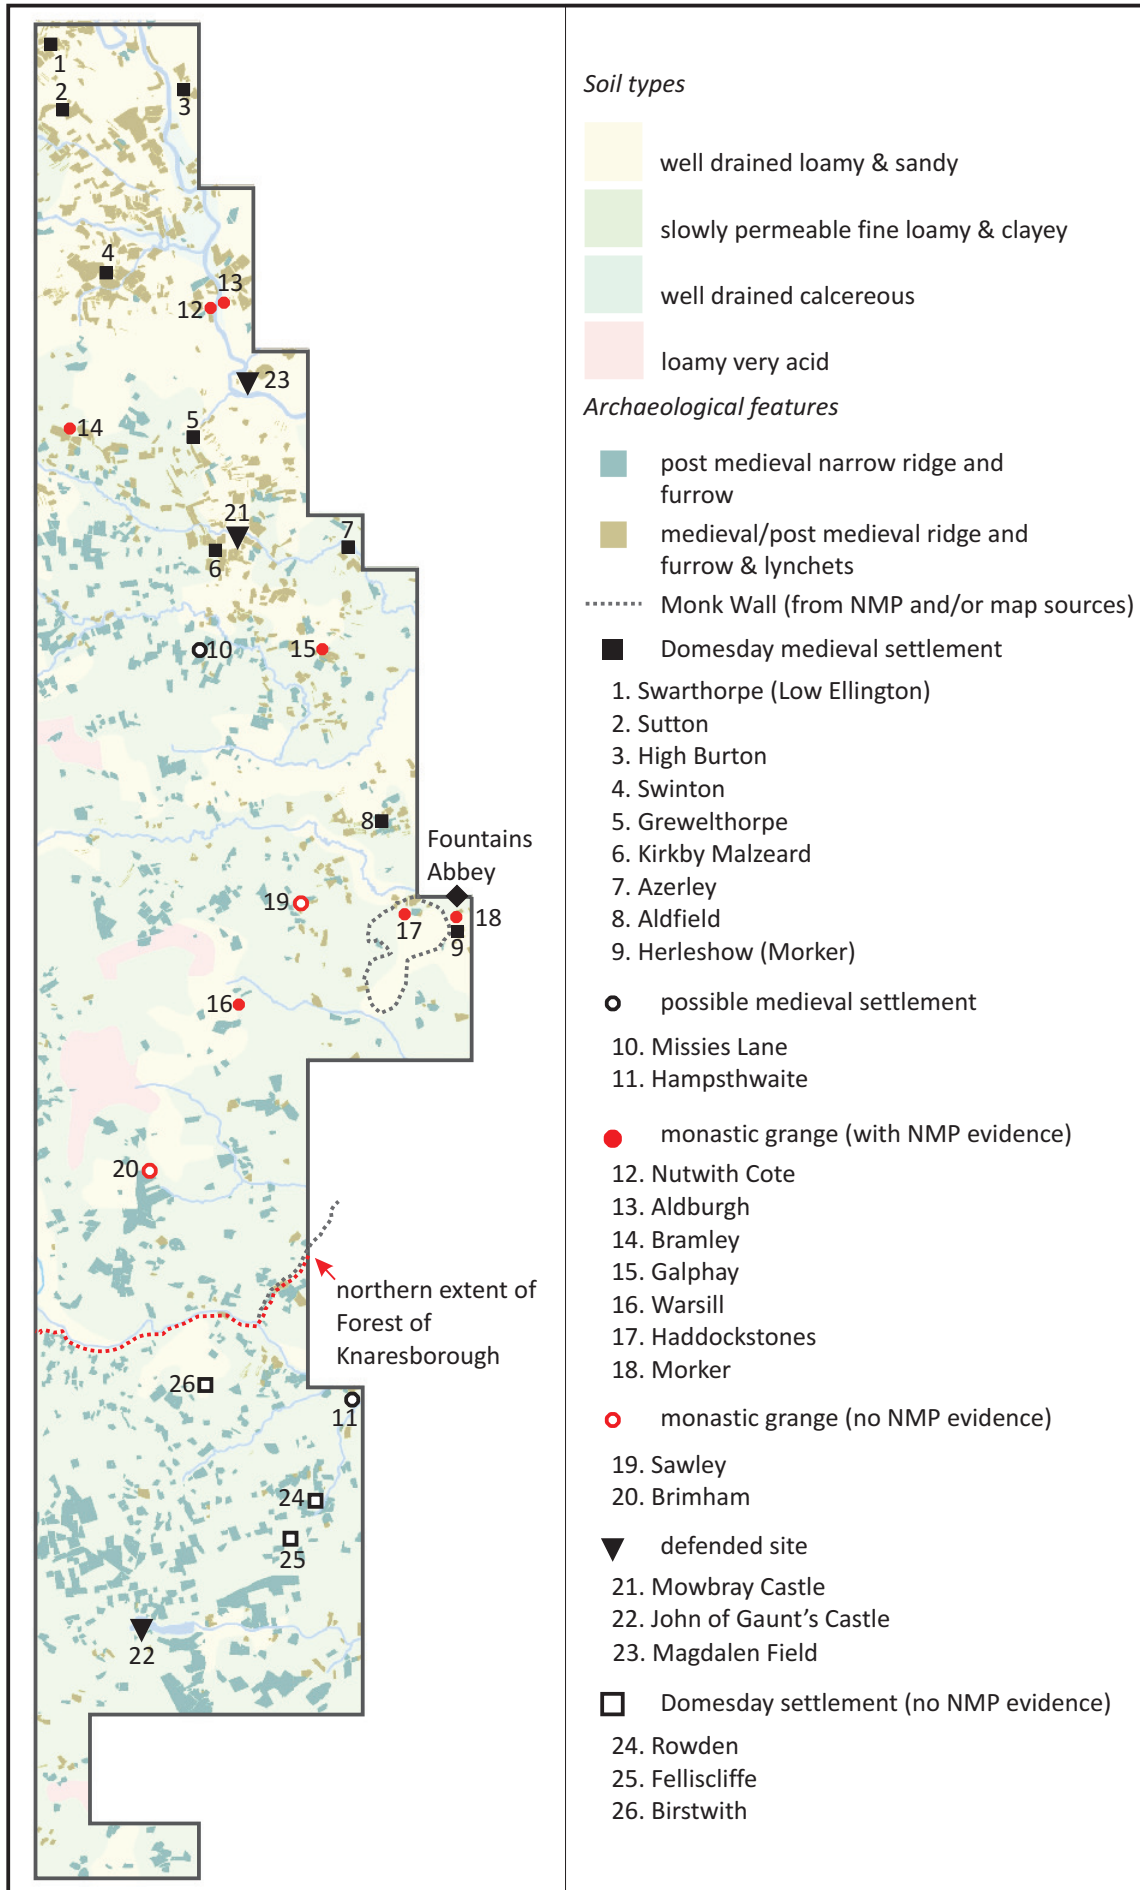 1
2
3
4
13
12
23
5
14
21
7
6
10
15
8
Fountains
Abbey
19
18
17
9
16
20
northern extent of
Forest of
Knaresborough
26
11
24
25
22
Soil types
well drained loamy & sandy
slowly permeable fine loamy & clayey
well drained calcereous
loamy very acid
Archaeological features
post medieval narrow ridge and
furrow
medieval/post medieval ridge and
furrow & lynchets
Monk Wall (from NMP and/or map sources)
Domesday medieval settlement
1. Swarthorpe (Low Ellington)
2. Sutton
3. High Burton
4. Swinton
5. Grewelthorpe
6. Kirkby Malzeard
7. Azerley
8. Aldfield
9. Herleshow (Morker)
possible medieval settlement
10. Missies Lane
11. Hampsthwaite
monastic grange (with NMP evidence)
12. Nutwith Cote
13. Aldburgh
14. Bramley
15. Galphay
16. Warsill
17. Haddockstones
18. Morker
monastic grange (no NMP evidence)
19. Sawley
20. Brimham
defended site
21. Mowbray Castle
22. John of Gaunt's Castle
23. Magdalen Field
Domesday settlement (no NMP evidence)
24. Rowden
25. Felliscliffe
26. Birstwith